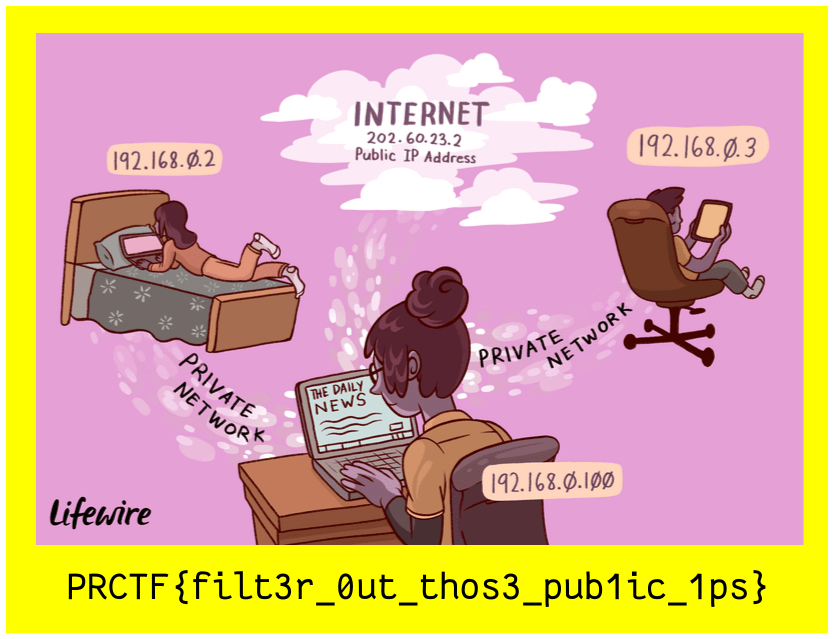 INTERNET
202.60.23.2
Public IP Address
192.168.0.2
192.168.0.3
PRIVATE
NETWORK
PRIVATE
NETWORK
THE DAILY
NEWS
192.168.0.100
Lifewire
PRCTF{filt3r_0ut_thos3_pub1ic_1ps}